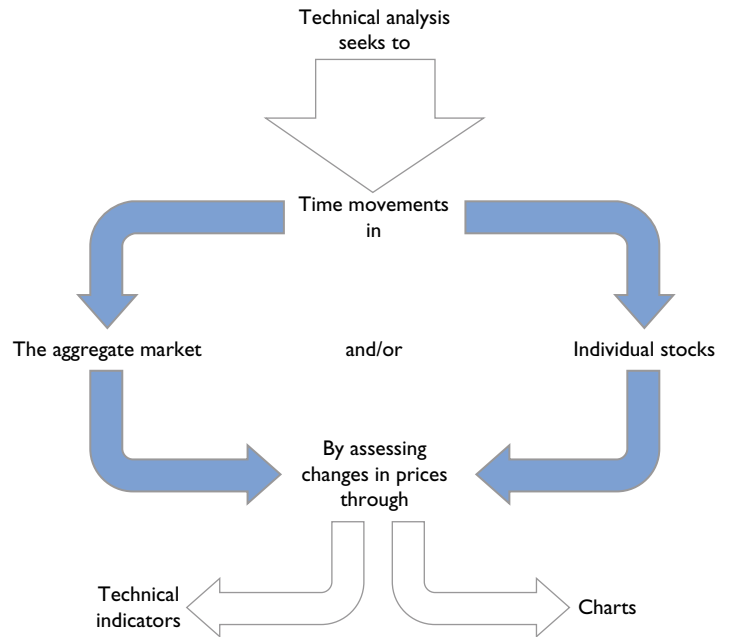 Technical analysis
seeks to
Time movements
in
The aggregate market
and/or
Individual stocks
By assessing
changes in prices
through
Technical
indicators
Charts